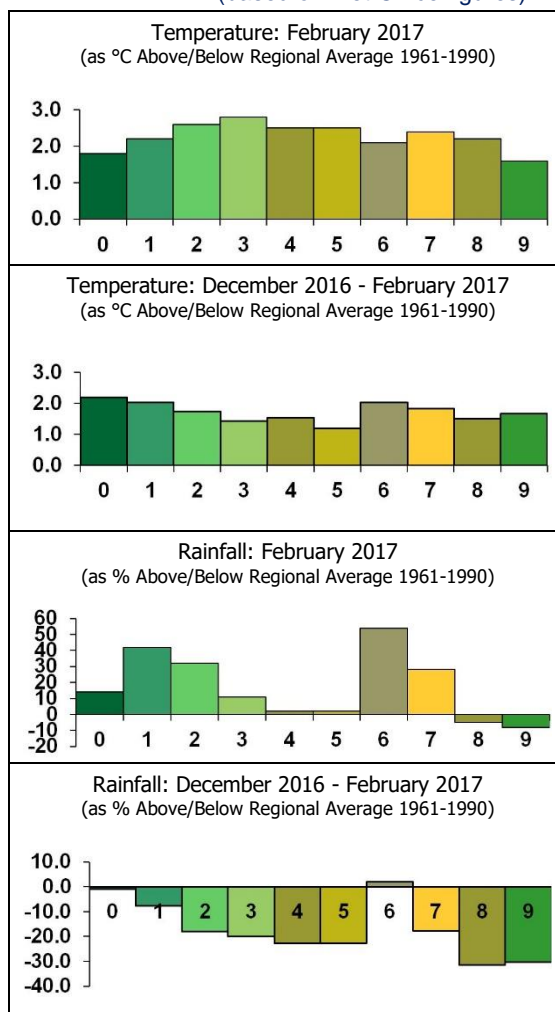 Temperature: February 2017
(as °C Above/Below Regional Average 1961-1990)
3.0
2.0
1.0
0.0
0 1 2 3 4 5 6 7 8 9
Temperature: December 2016 - February 2017
(as °C Above/Below Regional Average 1961-1990)
3.0
2.0
1.0
0.0
0 1 2 3 4 5 6 7 8 9
Rainfall: February 2017
(as % Above/Below Regional Average 1961-1990)
60
50
40
30
20
10
0
-10
-20
0 1 2 3 4 5 6 7 8 9
Rainfall: December 2016 - February 2017
(as % Above/Below Regional Average 1961-1990)
10.0
0.0
-10.0
-20.0
-30.0
-40.0
0 1 2 3 4 5 6 7 8 9